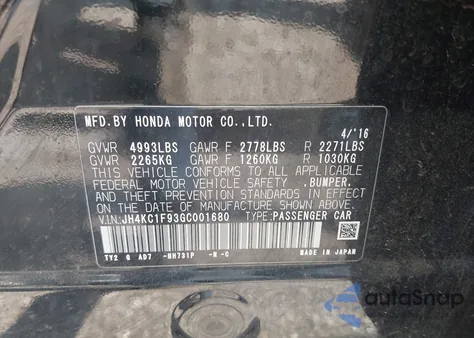 MFD.BY HONDA MOTOR CO.,LTD.
4/'16
GVWR 4993LBS GAWR F 2778LBS R 2271LBS
GVWR 2265KG GAWR F 1260KG R 1030KG
THIS VEHICLE CONFORMS TO ALL APPLICABLE
FEDERAL MOTOR VEHICLE SAFETY ,BUMPER,
AND THEFT PREVENTION STANDARDS IN EFFECT
ON THE DATE OF MANUFACTURE SHOWN ABOVE.
V.I.N:JH4KC1F93GC001680 TYPE:PASSENGER CAR
TY2 G AD7 -NH731P -N -C MADE IN JAPAN
autoSnap